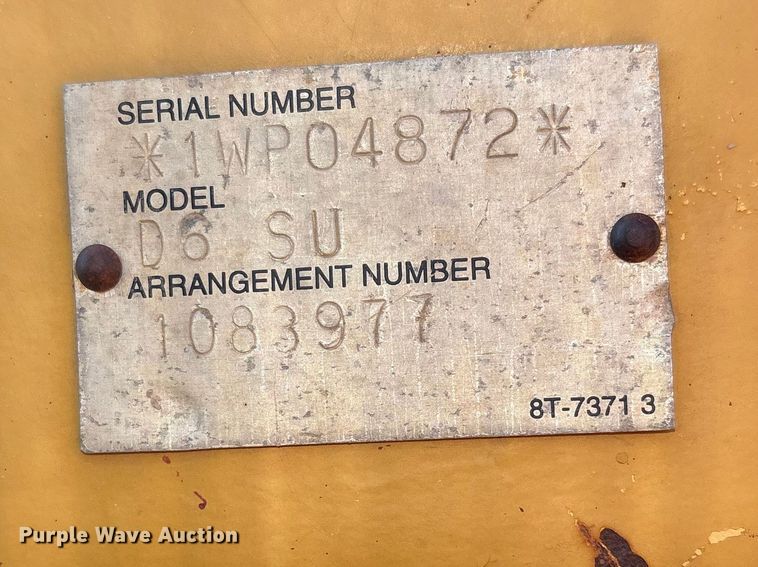 SERIAL NUMBER
*1WP04872*
MODEL
D6 SU
ARRANGEMENT NUMBER
1083977
8T-7371 3
Purple Wave Auction